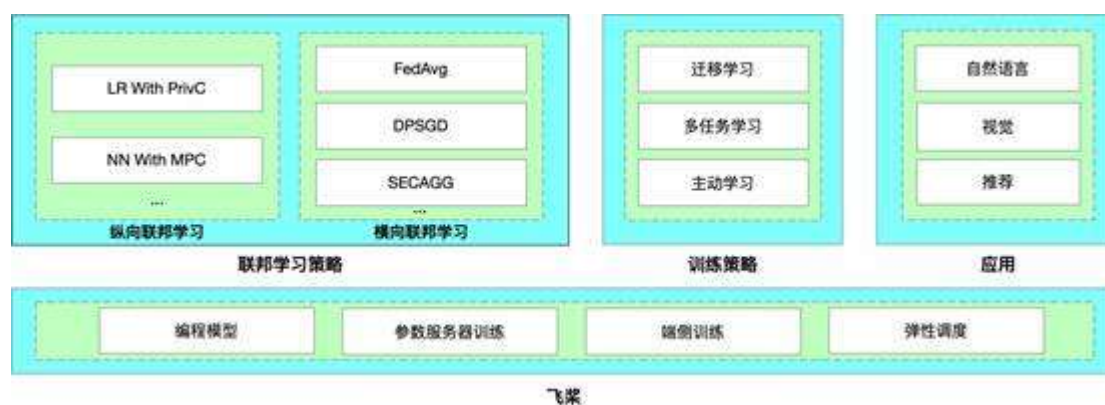 LR With PrivC
NN With MPC
...
纵向联邦学习
FedAvg
DPSGD
SECAGG
...
横向联邦学习
联邦学习策略
迁移学习
多任务学习
主动学习
训练策略
自然语言
视觉
推荐
应用
编程模型
参数服务器训练
端侧训练
弹性调度
飞桨